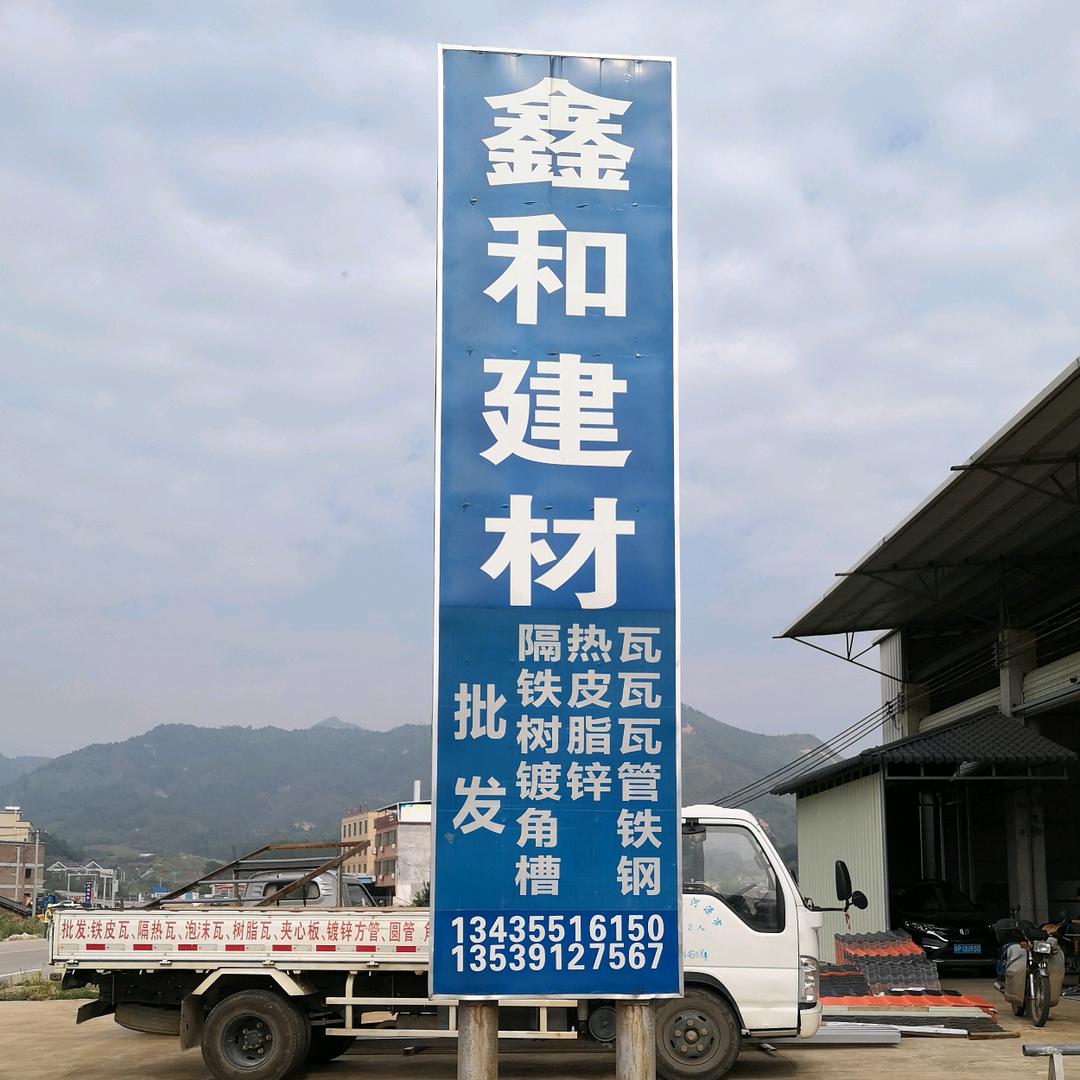 鑫和建材
批发
隔热瓦
铁皮瓦
树脂瓦
镀锌管
角铁
槽钢
13435516150
13539127567
批发:铁皮瓦、隔热瓦、泡沫瓦、树脂瓦、夹心板、镀锌方管、圆管